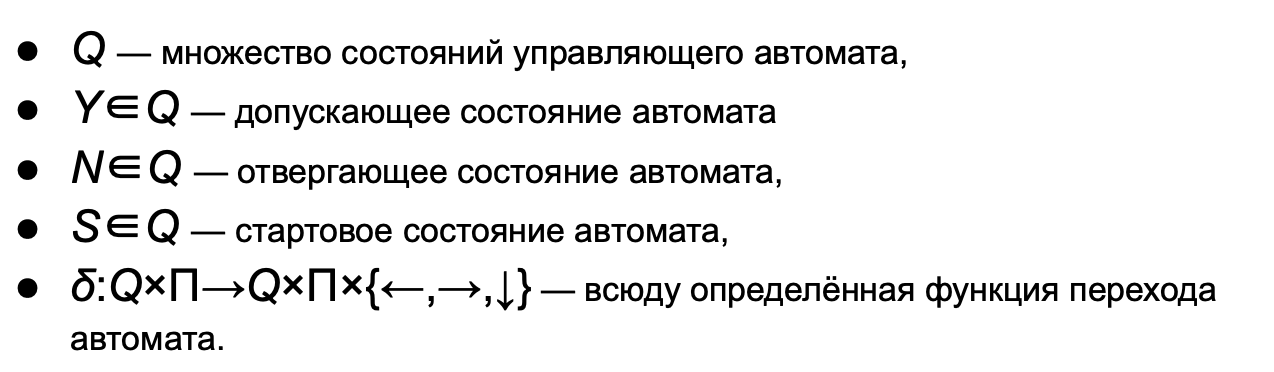 ● Q — множество состояний управляющего автомата,
● Y∈Q — допускающее состояние автомата
● N∈Q — отвергающее состояние автомата,
● S∈Q — стартовое состояние автомата,
● δ:Q×Π→Q×Π×{←,→,↓} — всюду определённая функция перехода
автомата.